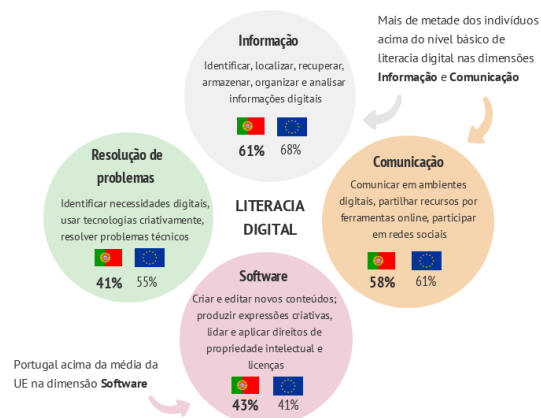 Informação
Identificar, localizar, recuperar,
armazenar, organizar e analisar
informações digitais
61% 68%
Mais de metade dos indivíduos
acima do nível básico de
literacia digital nas dimensões
Informação e Comunicação
Resolução de
problemas
Identificar necessidades digitais,
usar tecnologias criativamente,
resolver problemas técnicos
41% 55%
LITERACIA
DIGITAL
Comunicação
Comunicar em ambientes
digitais, partilhar recursos por
ferramentas online, participar
em redes sociais
58% 61%
Software
Criar e editar novos conteúdos;
produzir expressões criativas,
lidar e aplicar direitos de
propriedade intelectual e
licenças
43% 41%
Portugal acima da média da
UE na dimensão Software